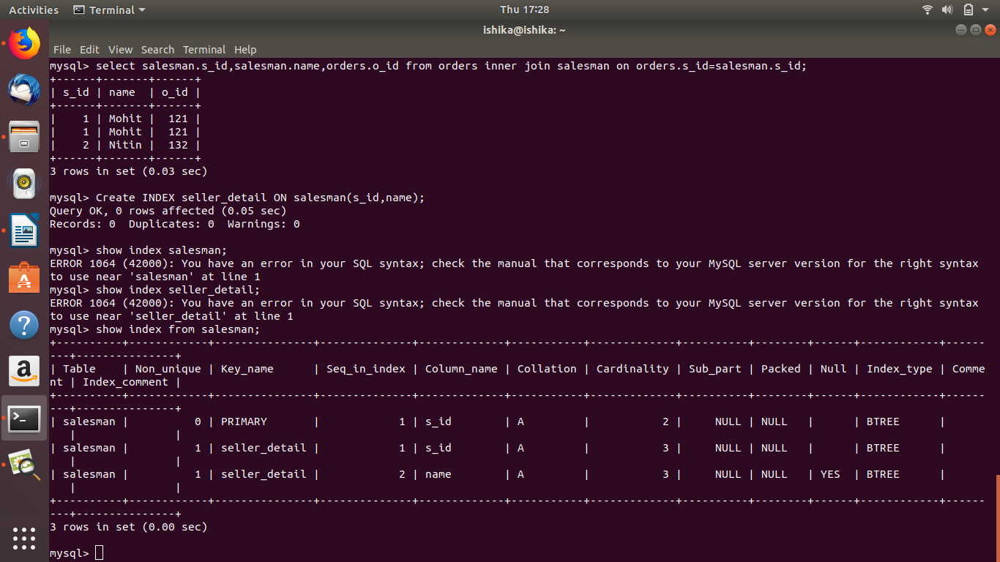 Activities Terminal Thu 17:28
ishika@ishika: ~
File Edit View Search Terminal Help
mysql> select salesman.s_id,salesman.name,orders.o_id from orders inner join salesman on orders.s_id=salesman.s_id;
+------+-------+------+
| s_id | name  | o_id |
+------+-------+------+
|    1 | Mohit |  121 |
|    1 | Mohit |  121 |
|    2 | Nitin |  132 |
+------+-------+------+
3 rows in set (0.03 sec)
mysql> Create INDEX seller_detail ON salesman(s_id,name);
Query OK, 0 rows affected (0.05 sec)
Records: 0  Duplicates: 0  Warnings: 0
mysql> show index salesman;
ERROR 1064 (42000): You have an error in your SQL syntax; check the manual that corresponds to your MySQL server version for the right syntax
to use near 'salesman' at line 1
mysql> show index seller_detail;
ERROR 1064 (42000): You have an error in your SQL syntax; check the manual that corresponds to your MySQL server version for the right syntax
to use near 'seller_detail' at line 1
mysql> show index from salesman;
+----------+------------+---------------+--------------+-------------+-----------+-------------+----------+--------+------+------------+------
---+---------------+
| Table    | Non_unique | Key_name      | Seq_in_index | Column_name | Collation | Cardinality | Sub_part | Packed | Null | Index_type | Comme
nt | Index_comment |
+----------+------------+---------------+--------------+-------------+-----------+-------------+----------+--------+------+------------+------
---+---------------+
| salesman |          0 | PRIMARY       |            1 | s_id        | A         |           2 |     NULL | NULL   |      | BTREE      |
   |               |
| salesman |          1 | seller_detail |            1 | s_id        | A         |           3 |     NULL | NULL   |      | BTREE      |
   |               |
| salesman |          1 | seller_detail |            2 | name        | A         |           3 |     NULL | NULL   | YES  | BTREE      |
   |               |
+----------+------------+---------------+--------------+-------------+-----------+-------------+----------+--------+------+------------+------
---+---------------+
3 rows in set (0.00 sec)
mysql>